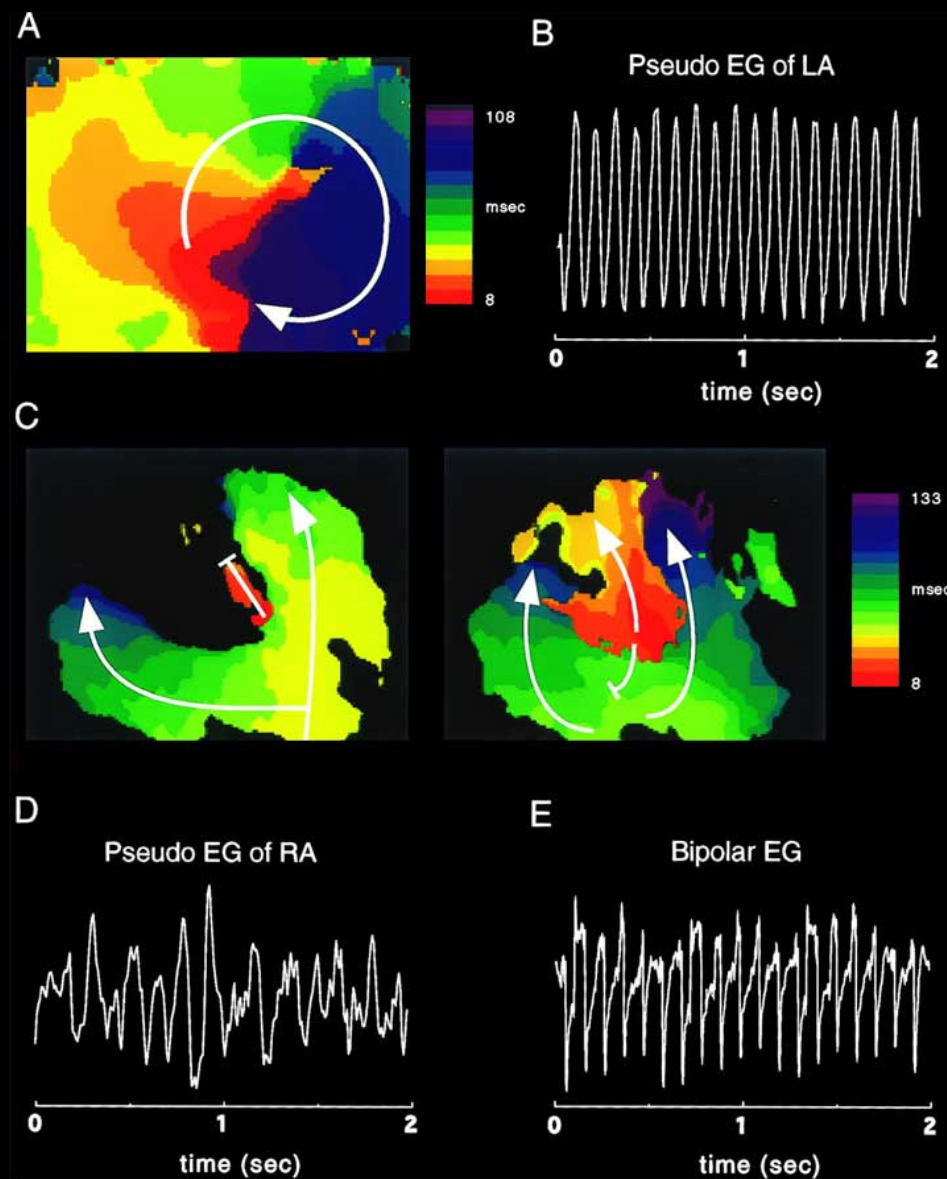 A
B
Pseudo EG of LA
108
msec
8
0 1 2
time (sec)
C
133
msec
8
D
E
Pseudo EG of RA
Bipolar EG
0 1 2
time (sec)
0 1 2
time (sec)